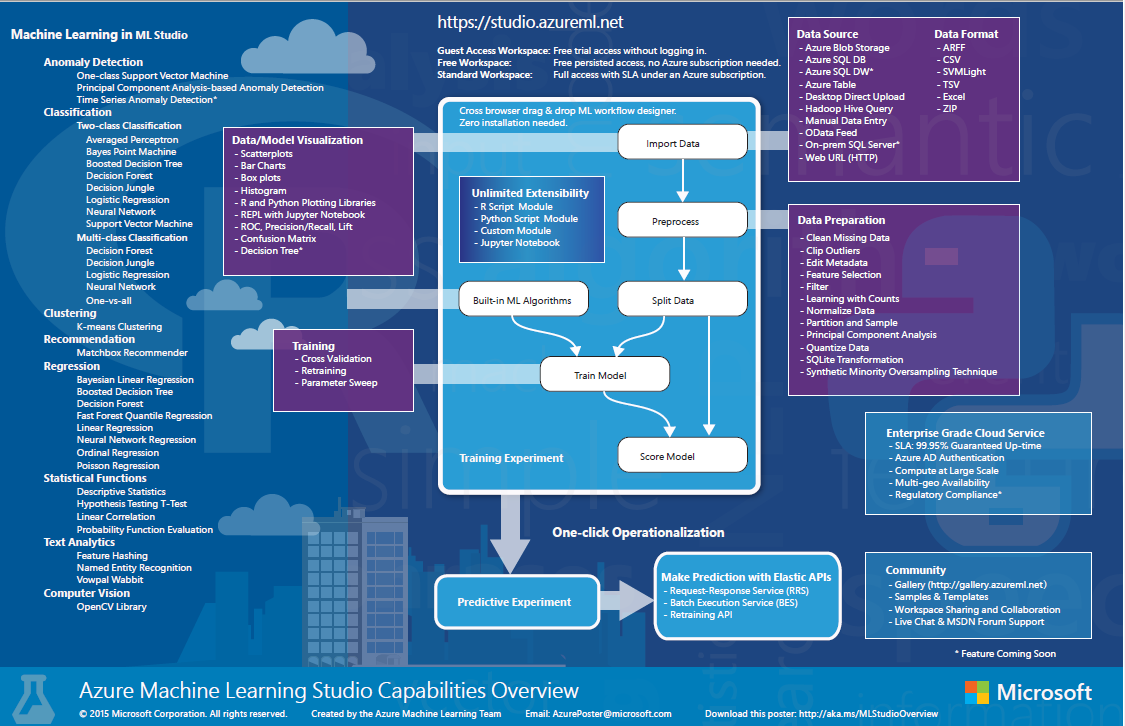 Machine Learning in ML Studio
Anomaly Detection
One-class Support Vector Machine
Principal Component Analysis-based Anomaly Detection
Time Series Anomaly Detection*
Classification
Two-class Classification
Averaged Perceptron
Bayes Point Machine
Boosted Decision Tree
Decision Forest
Decision Jungle
Logistic Regression
Neural Network
Support Vector Machine
Multi-class Classification
Decision Forest
Decision Jungle
Logistic Regression
Neural Network
One-vs-all
Clustering
K-means Clustering
Recommendation
Matchbox Recommender
Regression
Bayesian Linear Regression
Boosted Decision Tree
Decision Forest
Fast Forest Quantile Regression
Linear Regression
Neural Network Regression
Ordinal Regression
Poisson Regression
Statistical Functions
Descriptive Statistics
Hypothesis Testing T-Test
Linear Correlation
Probability Function Evaluation
Text Analytics
Feature Hashing
Named Entity Recognition
Vowpal Wabbit
Computer Vision
OpenCV Library
Data/Model Visualization
- Scatterplots
- Bar Charts
- Box plots
- Histogram
- R and Python Plotting Libraries
- REPL with Jupyter Notebook
- ROC, Precision/Recall, Lift
- Confusion Matrix
- Decision Tree*
Training
- Cross Validation
- Retraining
- Parameter Sweep
https://studio.azureml.net
Guest Access Workspace: Free trial access without logging in.
Free Workspace: Free persisted access, no Azure subscription needed.
Standard Workspace: Full access with SLA under an Azure subscription.
Cross browser drag & drop ML workflow designer.
Zero installation needed.
Import Data
Unlimited Extensibility
- R Script Module
- Python Script Module
- Custom Module
- Jupyter Notebook
Preprocess
Built-in ML Algorithms
Split Data
Train Model
Training Experiment
Score Model
One-click Operationalization
Predictive Experiment
Make Prediction with Elastic APIs
- Request-Response Service (RRS)
- Batch Execution Service (BES)
- Retraining API
Data Source
- Azure Blob Storage
- Azure SQL DB
- Azure SQL DW*
- Azure Table
- Desktop Direct Upload
- Hadoop Hive Query
- Manual Data Entry
- OData Feed
- On-prem SQL Server*
- Web URL (HTTP)
Data Format
- ARFF
- CSV
- SVMLight
- TSV
- Excel
- ZIP
Data Preparation
- Clean Missing Data
- Clip Outliers
- Edit Metadata
- Feature Selection
- Filter
- Learning with Counts
- Normalize Data
- Partition and Sample
- Principal Component Analysis
- Quantize Data
- SQLite Transformation
- Synthetic Minority Oversampling Technique
Enterprise Grade Cloud Service
- SLA: 99.95% Guaranteed Up-time
- Azure AD Authentication
- Compute at Large Scale
- Multi-geo Availability
- Regulatory Compliance*
Community
- Gallery (http://gallery.azureml.net)
- Samples & Templates
- Workspace Sharing and Collaboration
- Live Chat & MSDN Forum Support
* Feature Coming Soon
Azure Machine Learning Studio Capabilities Overview
Microsoft
© 2015 Microsoft Corporation. All rights reserved. Created by the Azure Machine Learning Team Email: AzurePoster@microsoft.com Download this poster: http://aka.ms/MLStudioOverview